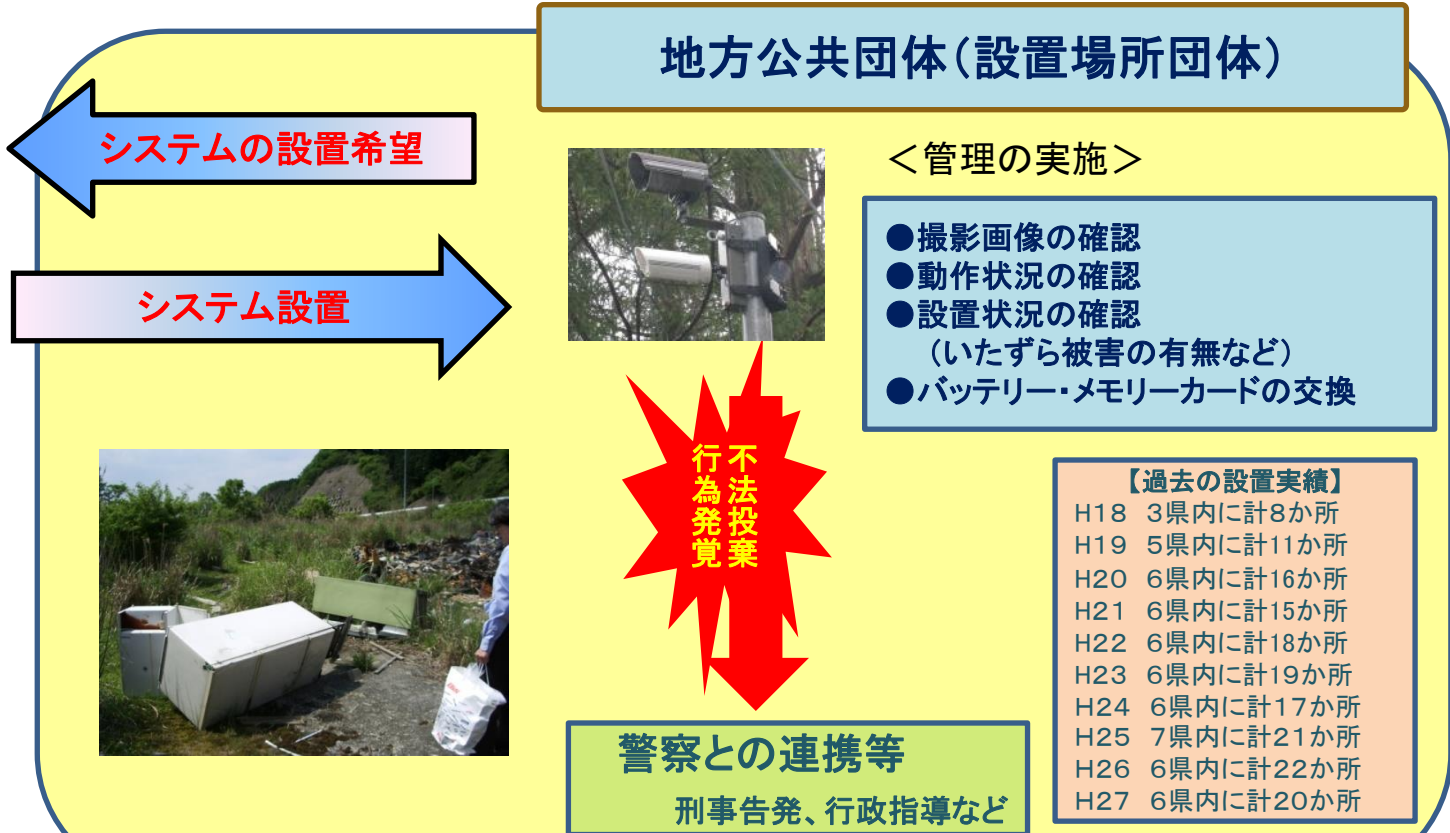 地方公共団体（設置場所団体）
システムの設置希望
システム設置
＜管理の実施＞
●撮影画像の確認
●動作状況の確認
●設置状況の確認
（いたずら被害の有無など）
●バッテリー・メモリーカードの交換
不法投棄
行為発覚
【過去の設置実績】
H18　3県内に計8か所
H19　5県内に計11か所
H20　6県内に計16か所
H21　6県内に計15か所
H22　6県内に計18か所
H23　6県内に計19か所
H24　6県内に計17か所
H25　7県内に計21か所
H26　6県内に計22か所
H27　6県内に計20か所
警察との連携等
刑事告発、行政指導など